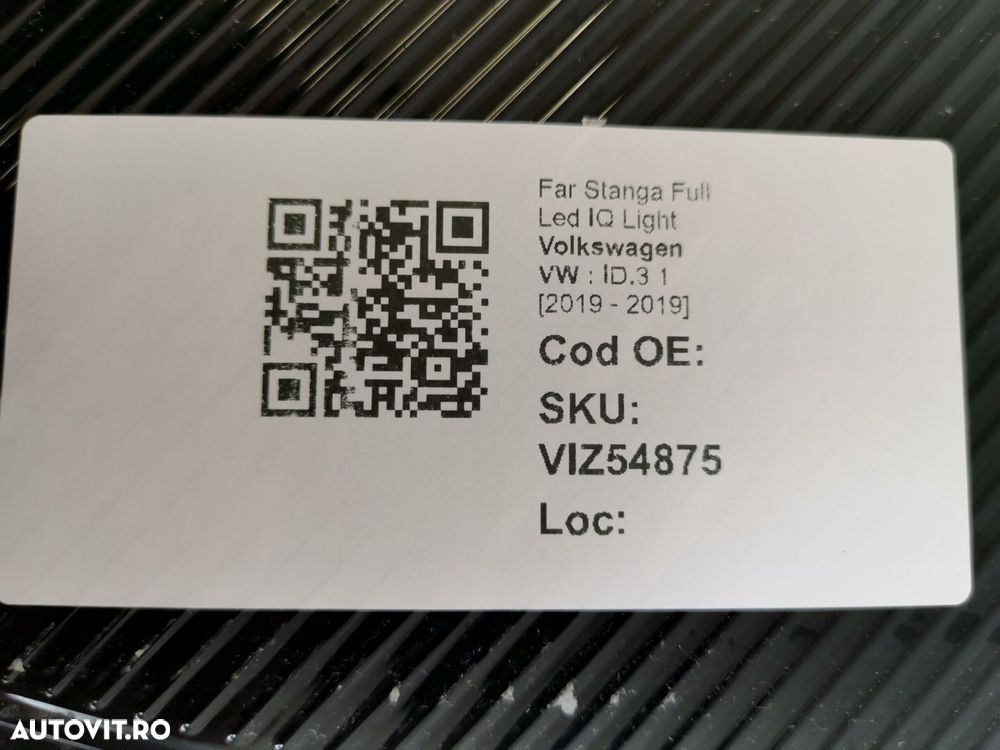 Far Stanga Full
Led IQ Light
Volkswagen
VW : ID.3 1
[2019 - 2019]
Cod OE:
SKU:
VIZ54875
Loc:
AUTOVIT.RO